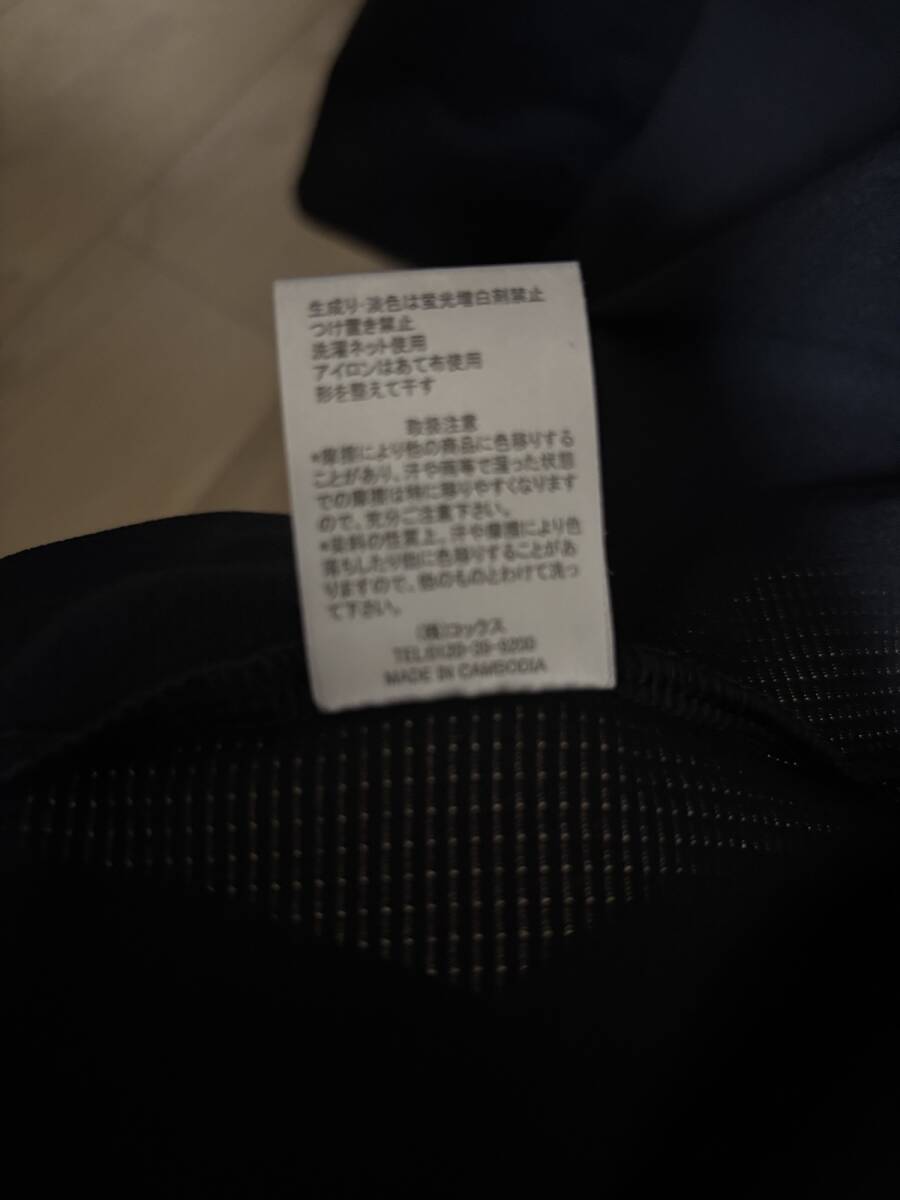 生成り・淡色は蛍光増白剤禁止
つけ置き禁止
洗濯ネット使用
アイロンはあて布使用
形を整えて干す
取扱注意
*摩擦により他の商品に色移りする
ことがあり、汗や雨等で湿った状態
での摩擦は特に移りやすくなります
ので、充分ご注意下さい。
*染料の性質上、汗や摩擦により色
落ちしたり他に色移りすることがあ
りますので、他のものとわけて洗っ
て下さい。
(株)コックス
MADE IN CAMBODIA